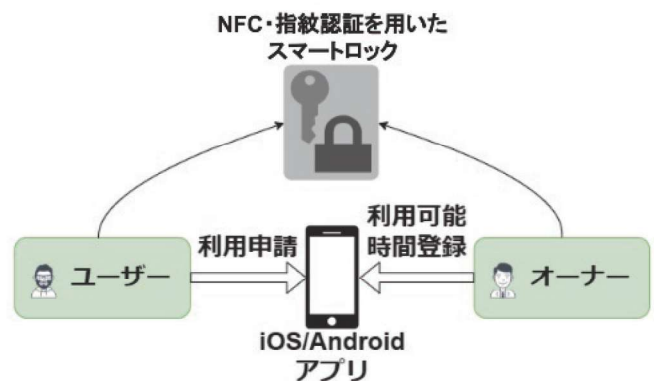 NFC・指紋認証を用いた
スマートロック
利用申請
利用可能
時間登録
ユーザー
オーナー
iOS/Android
アプリ